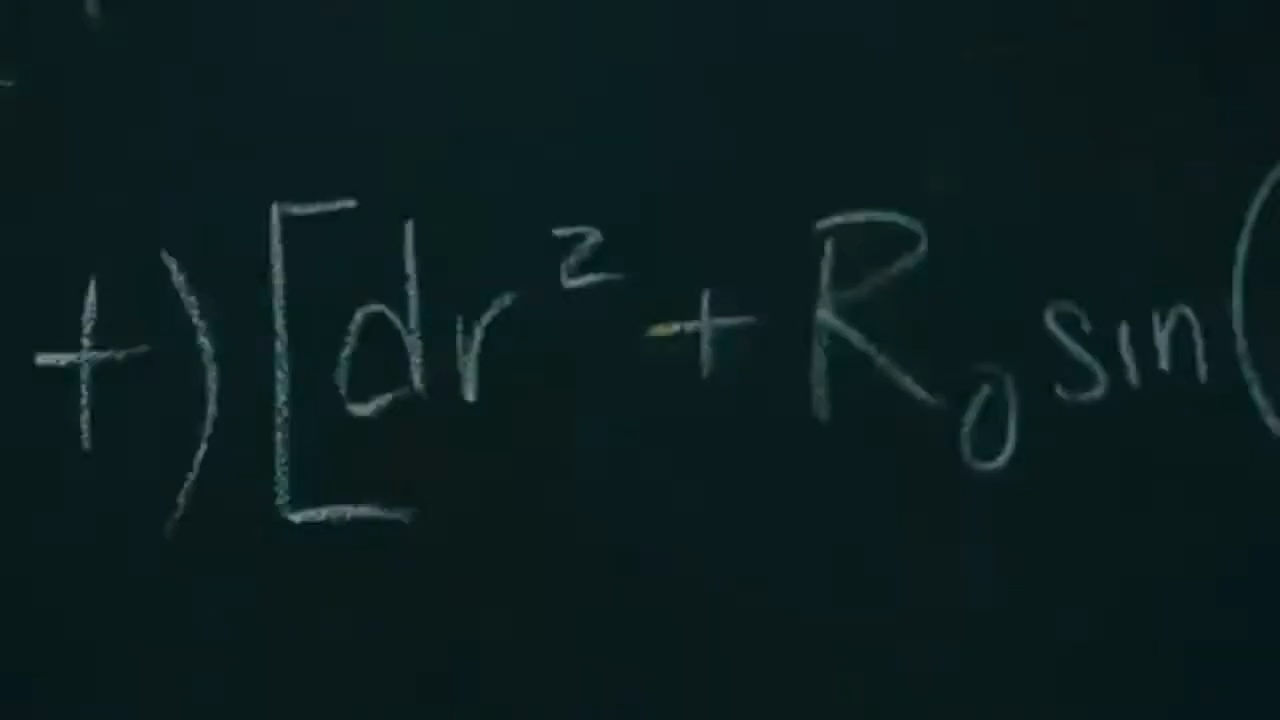 t) [dr² + R₀ sin(